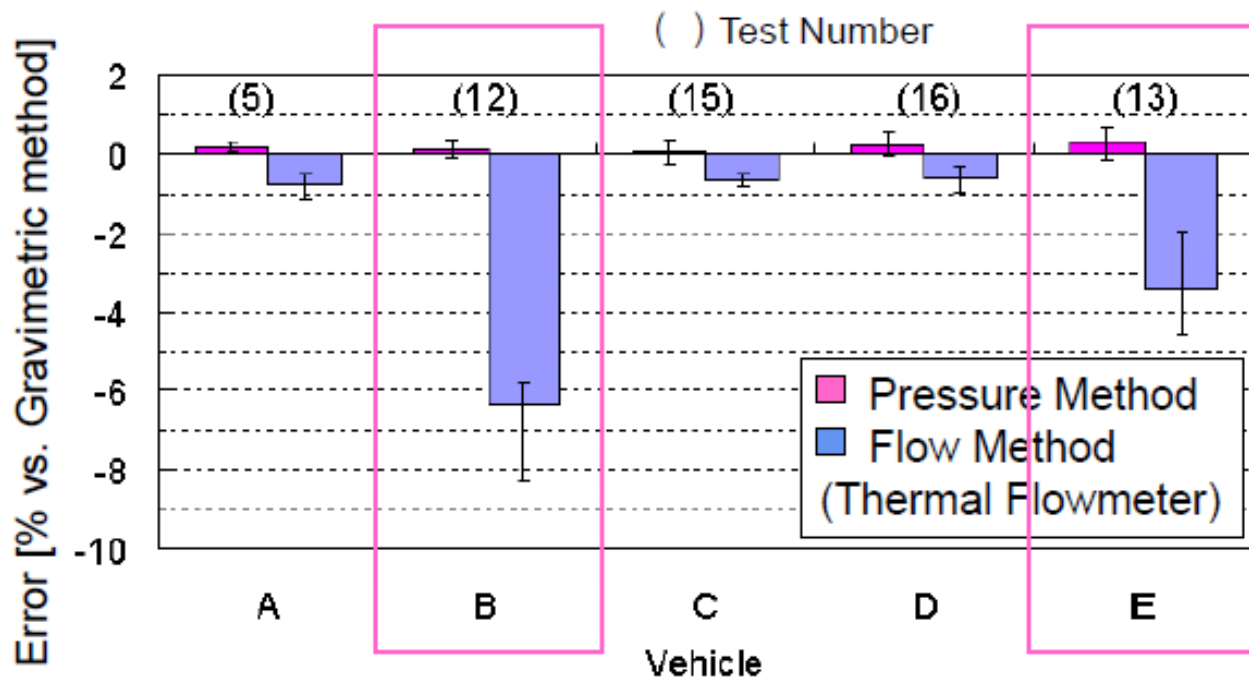 ( ) Test Number
Error [% vs. Gravimetric method]
2
0
-2
-4
-6
-8
-10
(5)
(12)
(15)
(16)
(13)
Pressure Method
Flow Method
(Thermal Flowmeter)
A
B
C
D
E
Vehicle